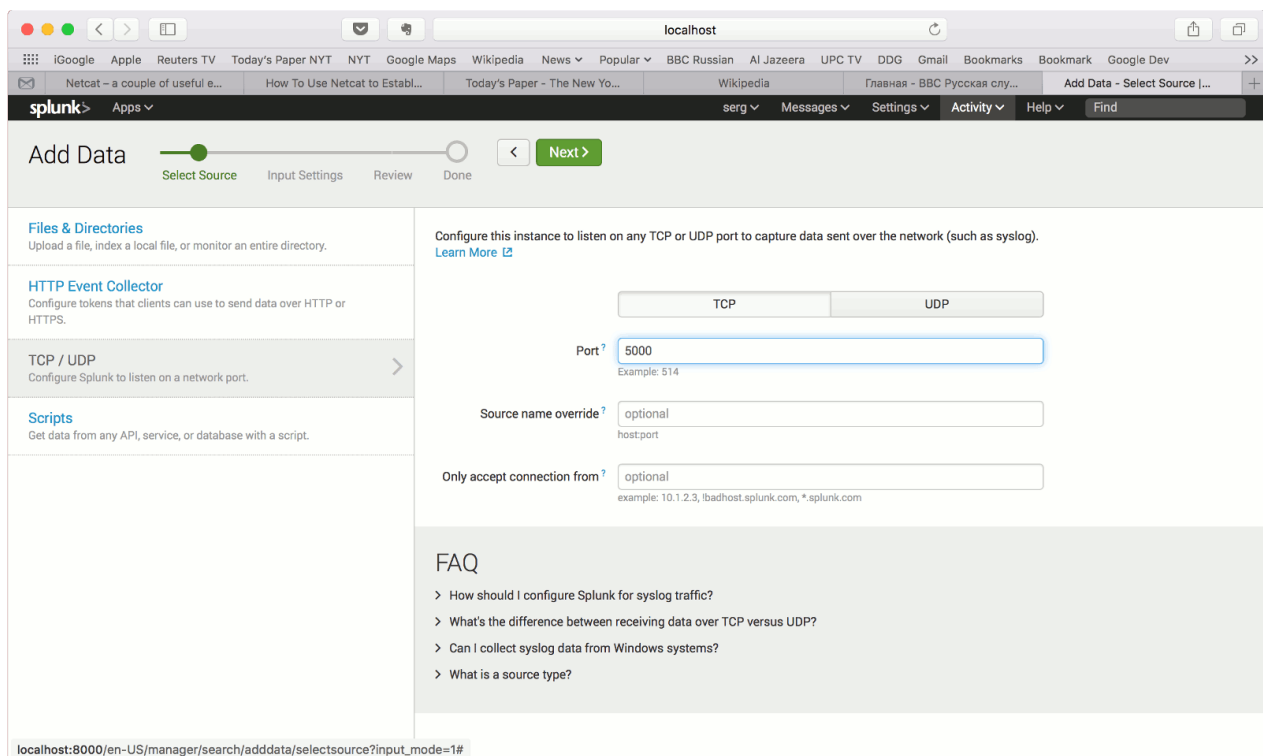 localhost
iGoogle Apple Reuters TV Today's Paper NYT NYT Google Maps Wikipedia News Popular BBC Russian Al Jazeera UPC TV DDG Gmail Bookmarks Bookmark Google Dev >>
Netcat – a couple of useful e... How To Use Netcat to Establ... Today's Paper - The New Yo... Wikipedia Главная - BBC Русская слу... Add Data - Select Source |... +
splunk> Apps serg Messages Settings Activity Help Find
Add Data < Next >
Select Source Input Settings Review Done
Files & Directories
Upload a file, index a local file, or monitor an entire directory.
HTTP Event Collector
Configure tokens that clients can use to send data over HTTP or
HTTPS.
TCP / UDP
Configure Splunk to listen on a network port.
Scripts
Get data from any API, service, or database with a script.
Configure this instance to listen on any TCP or UDP port to capture data sent over the network (such as syslog).
Learn More
TCP UDP
Port ? 5000
Example: 514
Source name override ? optional
host:port
Only accept connection from ? optional
example: 10.1.2.3, !badhost.splunk.com, *.splunk.com
FAQ
> How should I configure Splunk for syslog traffic?
> What's the difference between receiving data over TCP versus UDP?
> Can I collect syslog data from Windows systems?
> What is a source type?
localhost:8000/en-US/manager/search/adddata/selectsource?input_mode=1#